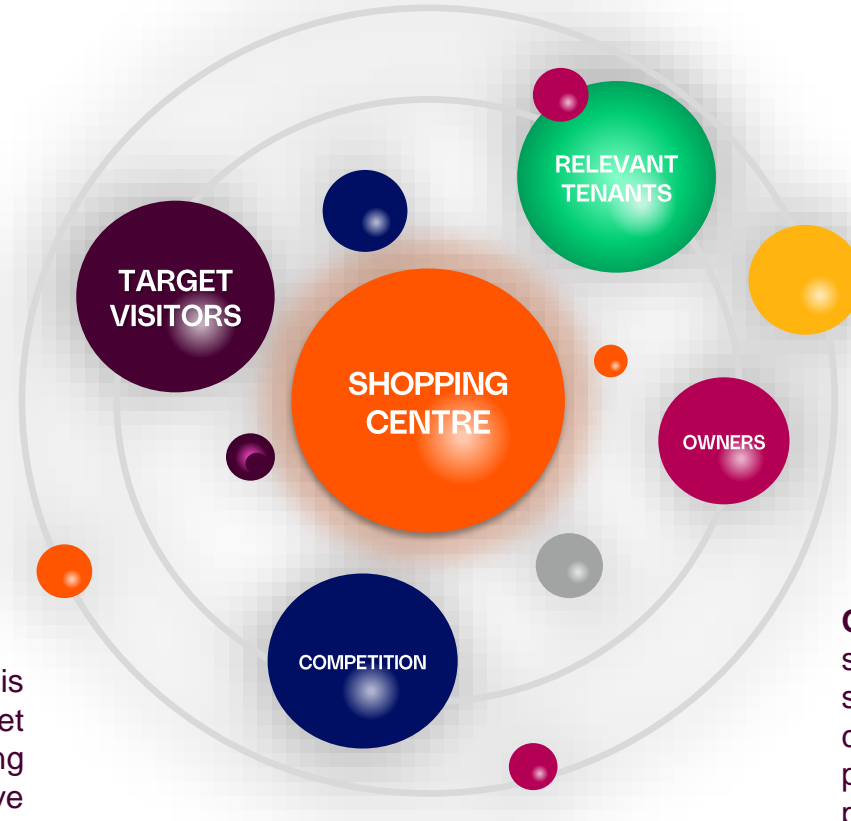 RELEVANT
TENANTS
TARGET
VISITORS
SHOPPING
CENTRE
OWNERS
COMPETITION
is
et
ng
ve